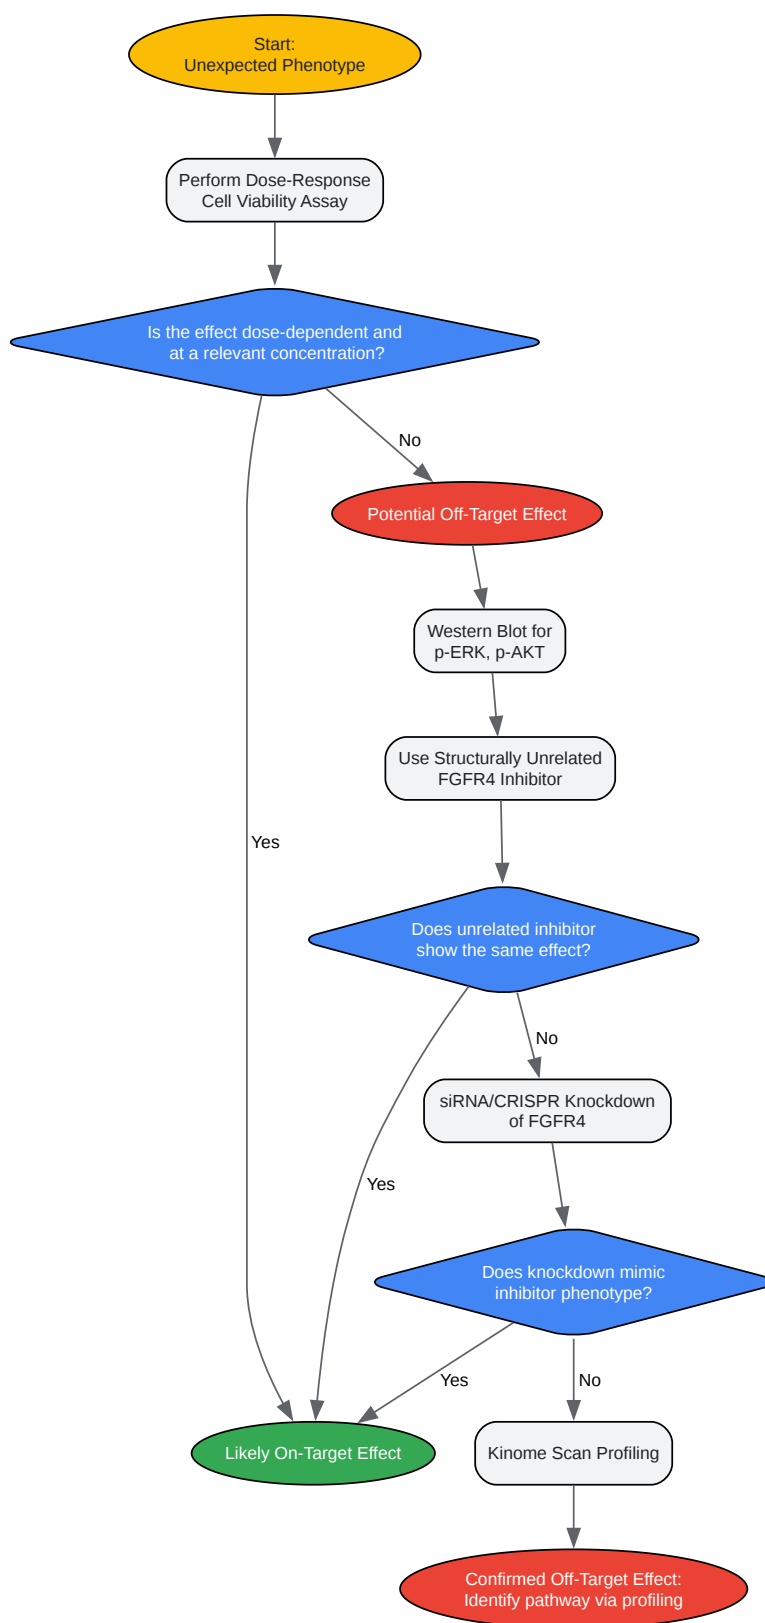 Start:
Unexpected Phenotype
Perform Dose-Response
Cell Viability Assay
Is the effect dose-dependent and
at a relevant concentration?
No
Potential Off-Target Effect
Western Blot for
p-ERK, p-AKT
Use Structurally Unrelated
FGFR4 Inhibitor
Yes
Does unrelated inhibitor
show the same effect?
No
siRNA/CRISPR Knockdown
of FGFR4
Yes
Does knockdown mimic
inhibitor phenotype?
Yes
No
Likely On-Target Effect
Kinome Scan Profiling
Confirmed Off-Target Effect:
Identify pathway via profiling